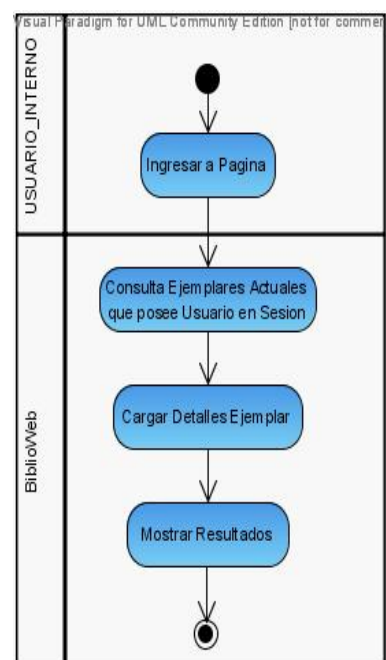 Visual Paradigm for UML Community Edition [not for commer
USUARIO_INTERNO
Ingresar a Pagina
BiblioWeb
Consulta Ejemplares Actuales
que posee Usuario en Sesion
Cargar Detalles Ejemplar
Mostrar Resultados